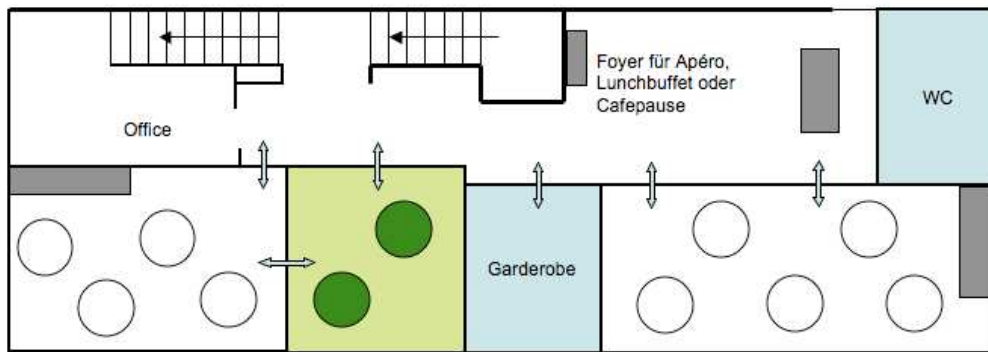 Foyer für Apéro,
Lunchbuffet oder
Cafepause
WC
Office
Garderobe